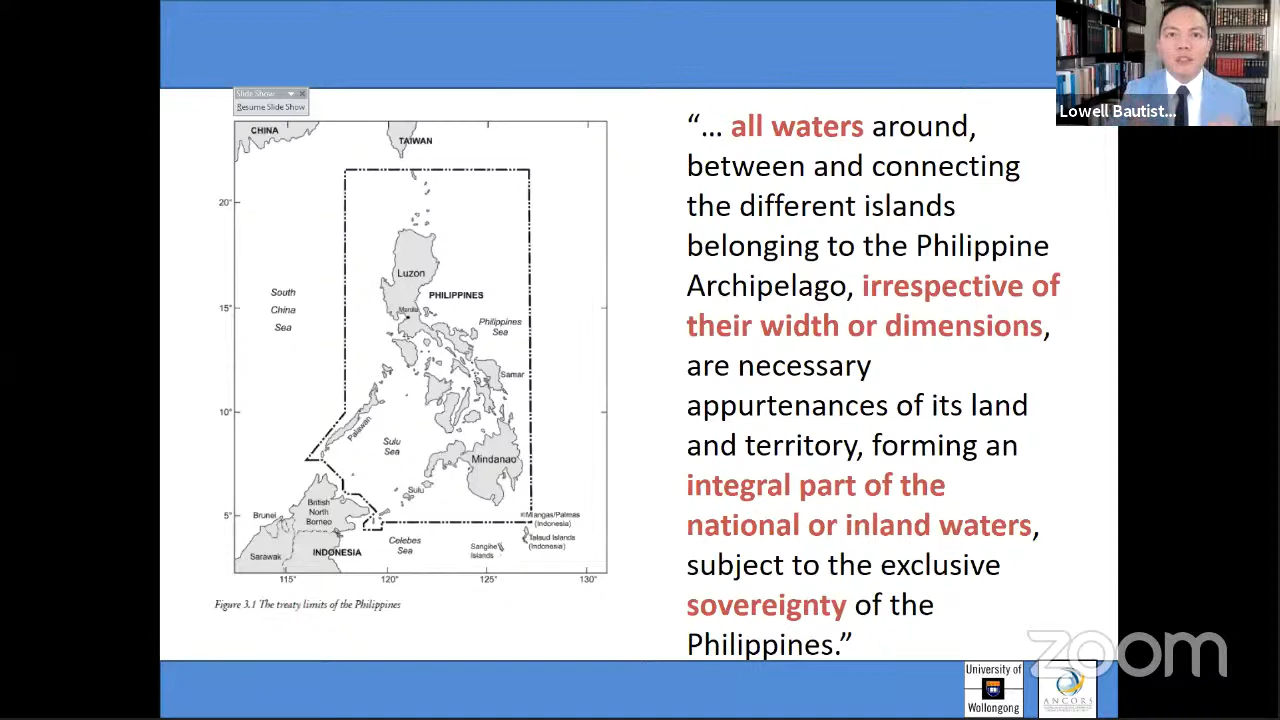 Lowell Bautist...
Slide Show
Resume Slide Show
CHINA
TAIWAN
20°
Luzon
South
China
Sea
PHILIPPINES
15°
Manila
Philippines
Sea
Samar
10°
Palawan
Sulu
Sea
Mindanao
Sulu
British
North
Borneo
5°
Brunei
Miangas/Palmas
(Indonesia)
Talaud Islands
(Indonesia)
Celebes
Sea
Sangihe
Islands
INDONESIA
Sarawak
115°
120°
125°
130°
Figure 3.1 The treaty limits of the Philippines
“... all waters around,
between and connecting
the different islands
belonging to the Philippine
Archipelago, irrespective of
their width or dimensions,
are necessary
appurtenances of its land
and territory, forming an
integral part of the
national or inland waters,
subject to the exclusive
sovereignty of the
Philippines.”
zoom
University of
Wollongong
ANCORS